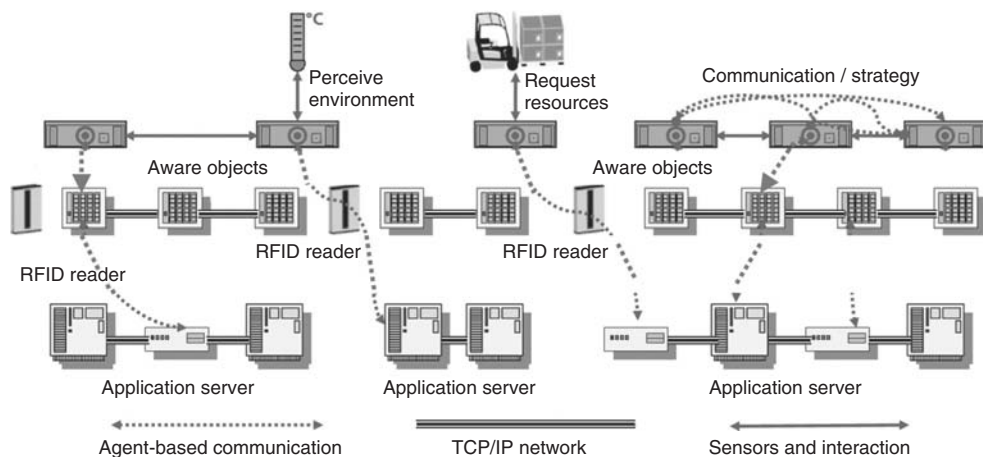 °C
Perceive
environment
Request
resources
Communication / strategy
Aware objects
Aware objects
RFID reader
RFID reader
RFID reader
Application server
Application server
Application server
Agent-based communication
TCP/IP network
Sensors and interaction